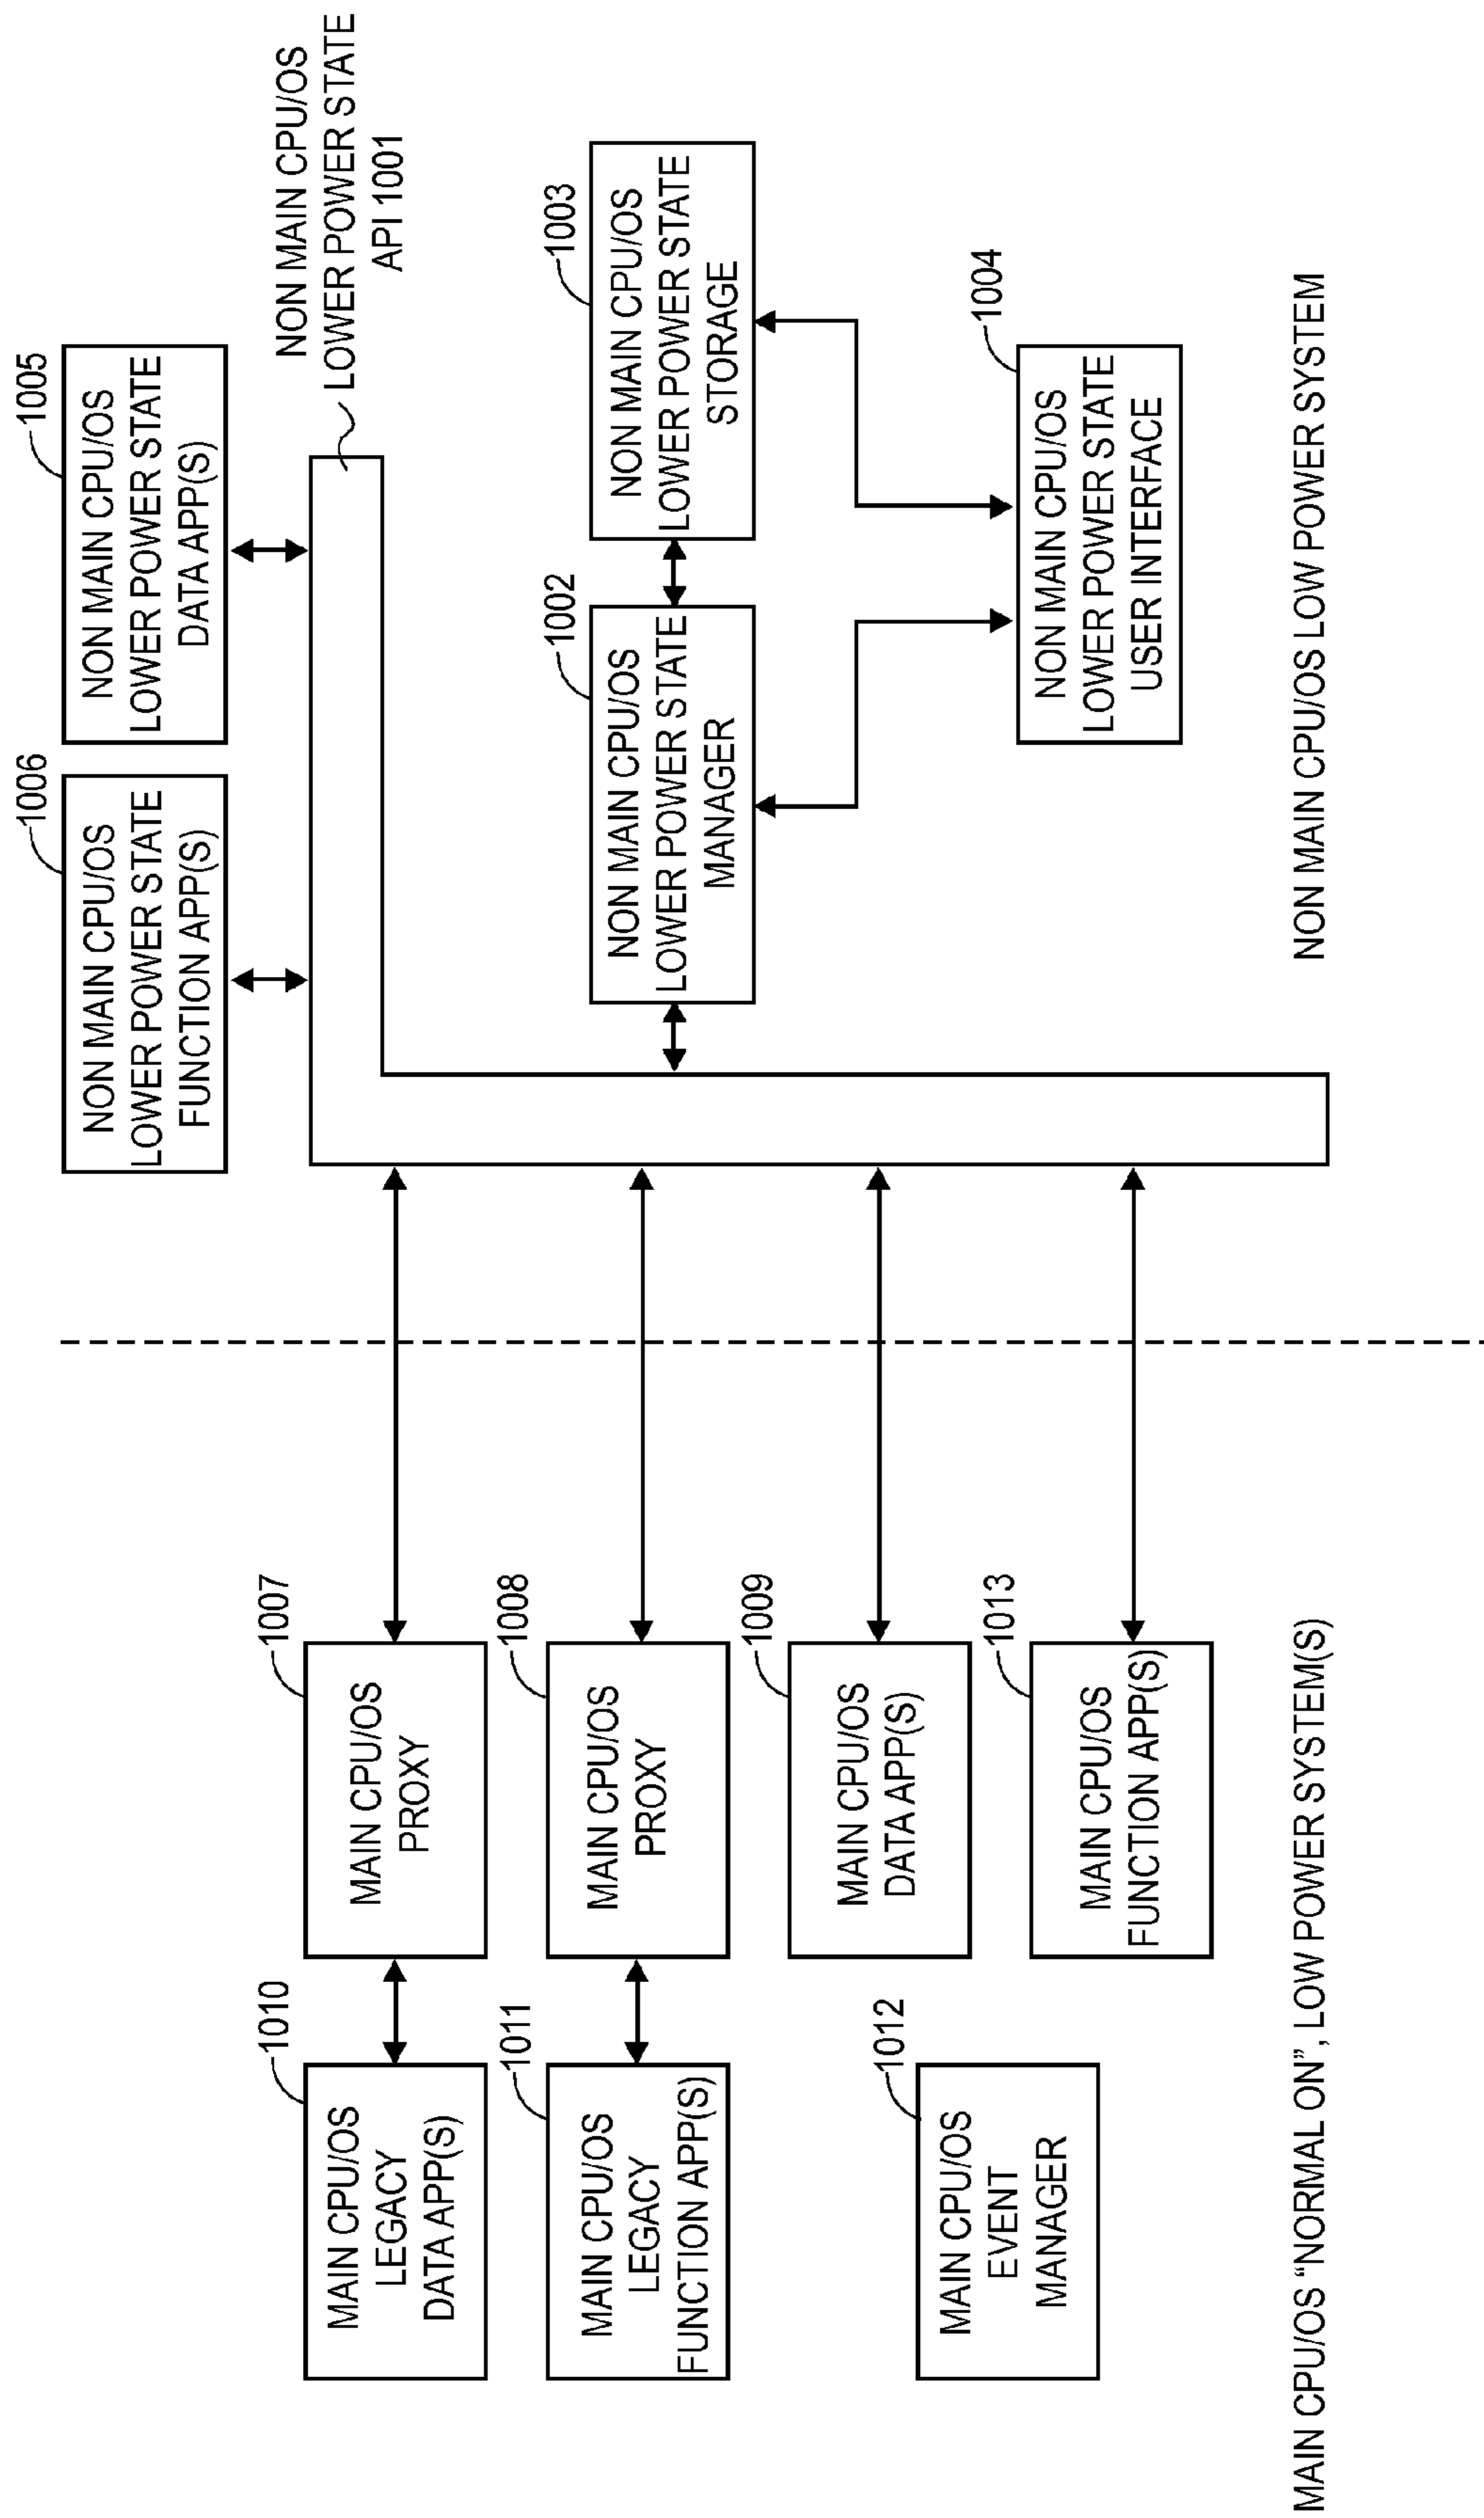 1006
NON MAIN CPU/OS
LOWER POWER STATE
FUNCTION APP(S)
1005
NON MAIN CPU/OS
LOWER POWER STATE
DATA APP(S)
NON MAIN CPU/OS
LOWER POWER STATE
API 1001
1010
MAIN CPU/OS
LEGACY
DATA APP(S)
1007
MAIN CPU/OS
PROXY
1011
MAIN CPU/OS
LEGACY
FUNCTION APP(S)
1008
MAIN CPU/OS
PROXY
1002
NON MAIN CPU/OS
LOWER POWER STATE
MANAGER
1003
NON MAIN CPU/OS
LOWER POWER STATE
STORAGE
1009
MAIN CPU/OS
DATA APP(S)
1012
MAIN CPU/OS
EVENT
MANAGER
1013
MAIN CPU/OS
FUNCTION APP(S)
1004
NON MAIN CPU/OS
LOWER POWER STATE
USER INTERFACE
MAIN CPU/OS “NORMAL ON”, LOW POWER SYSTEM(S)
NON MAIN CPU/OS LOW POWER SYSTEM